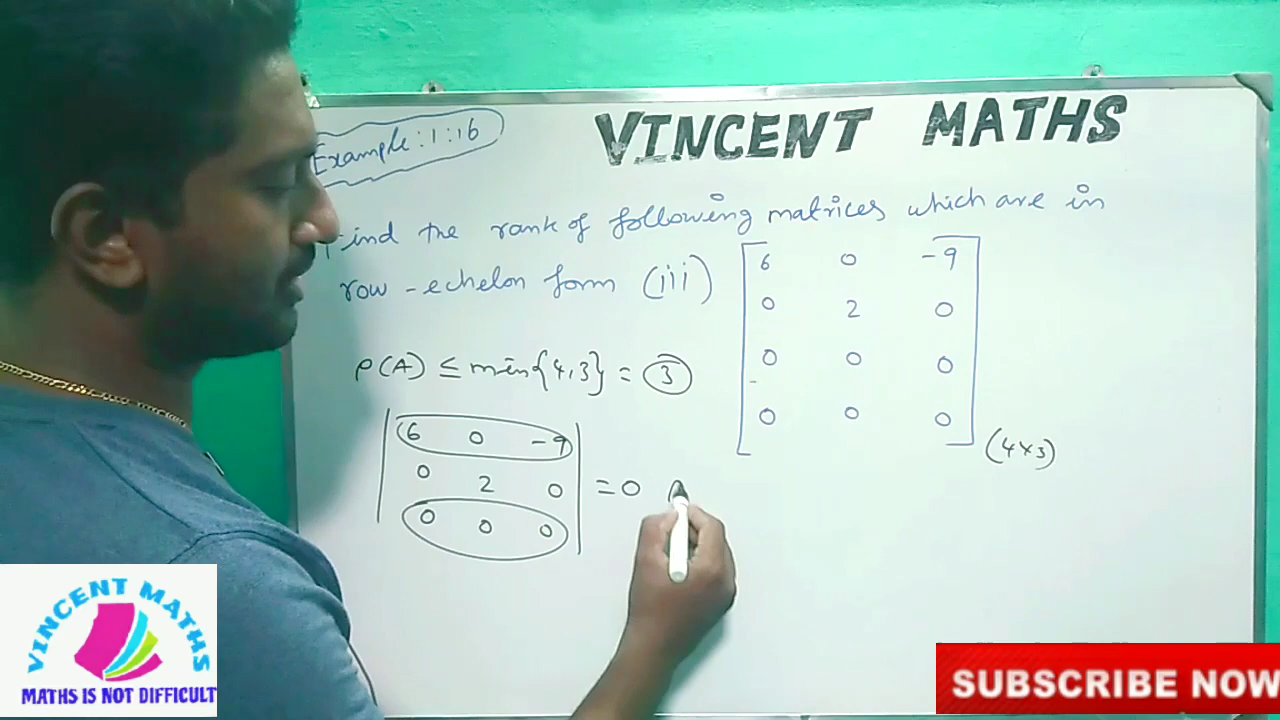 Example: 1:16
VINCENT MATHS
Find the rank of following matrices which are in
row-echelon form (iii)
6 0 -9
0 2 0
0 0 0
0 0 0
(4×3)
ρ(A) ≤ min{4,3} = 3
6 0 -9
0 2 0
0 0 0
= 0
VINCENT MATHS
MATHS IS NOT DIFFICULT
SUBSCRIBE NOW